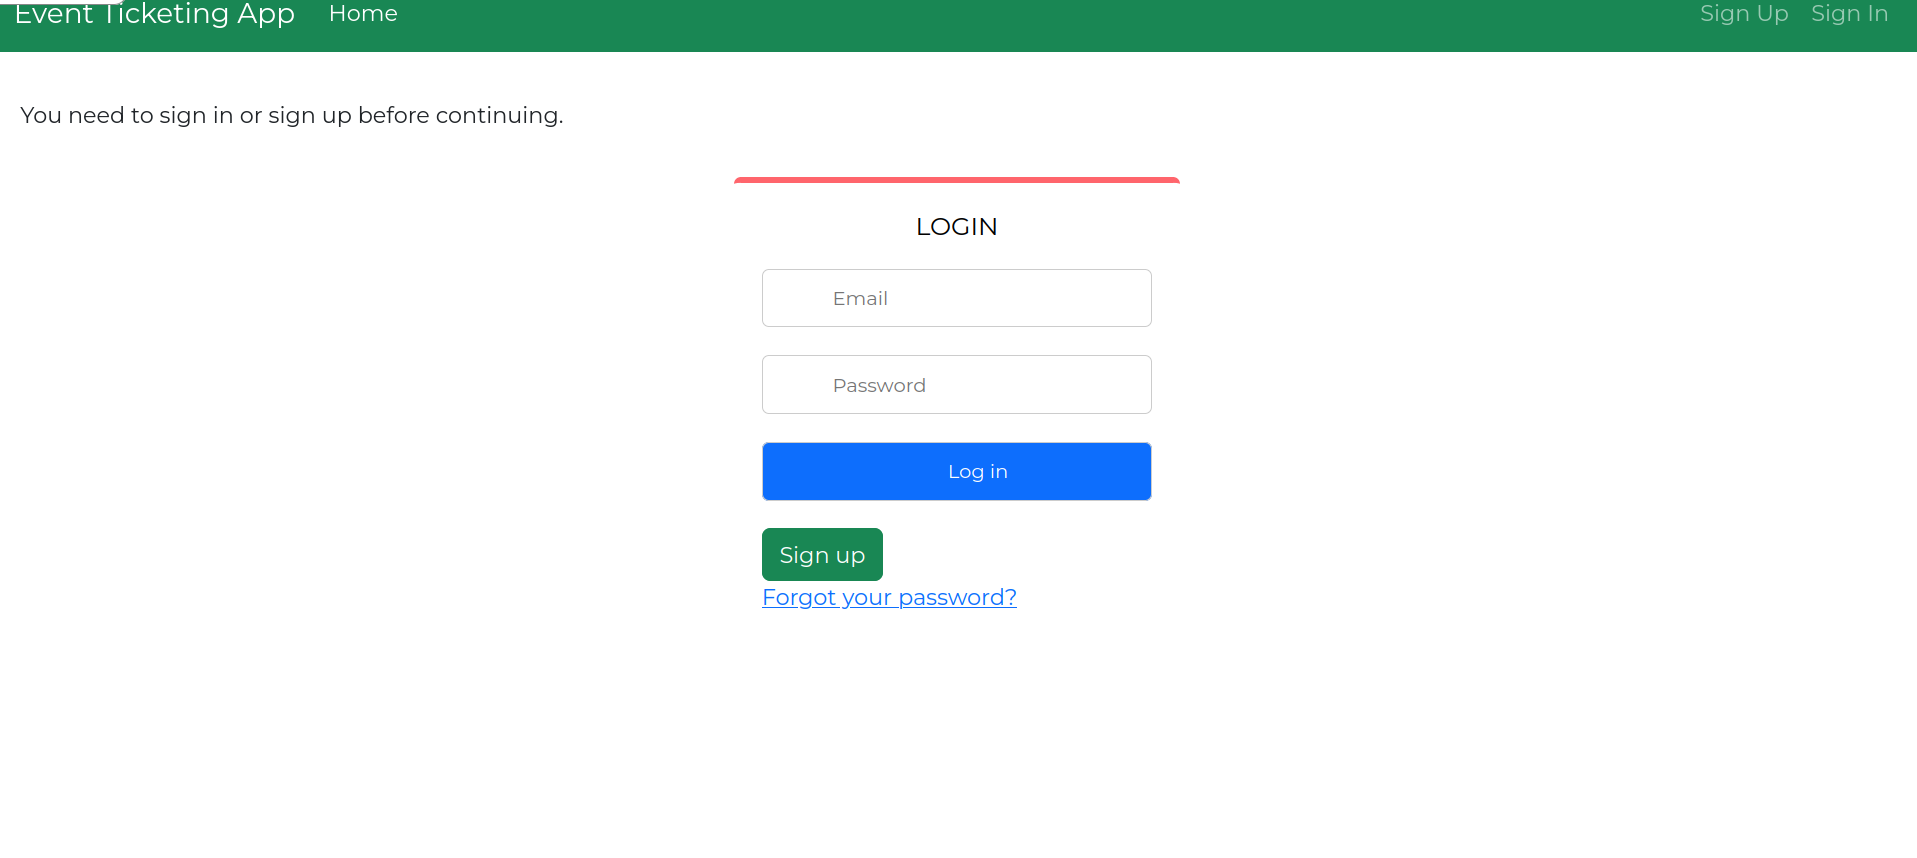 Event Ticketing App Home Sign Up Sign In
You need to sign in or sign up before continuing.
LOGIN
Email
Password
Log in
Sign up
Forgot your password?